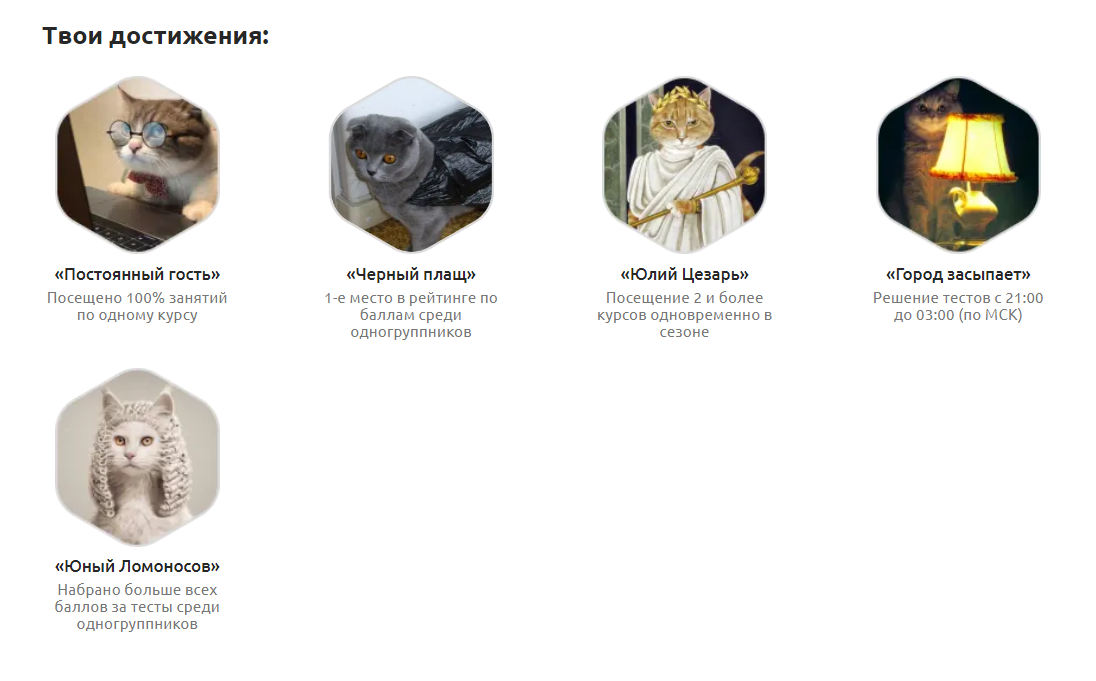 Твои достижения:
«Постоянный гость»
Посещено 100% занятий
по одному курсу
«Черный плащ»
1-е место в рейтинге по
баллам среди
одногруппников
«Юлий Цезарь»
Посещение 2 и более
курсов одновременно в
сезоне
«Город засыпает»
Решение тестов с 21:00
до 03:00 (по МСК)
«Юный Ломоносов»
Набрано больше всех
баллов за тесты среди
одногруппников